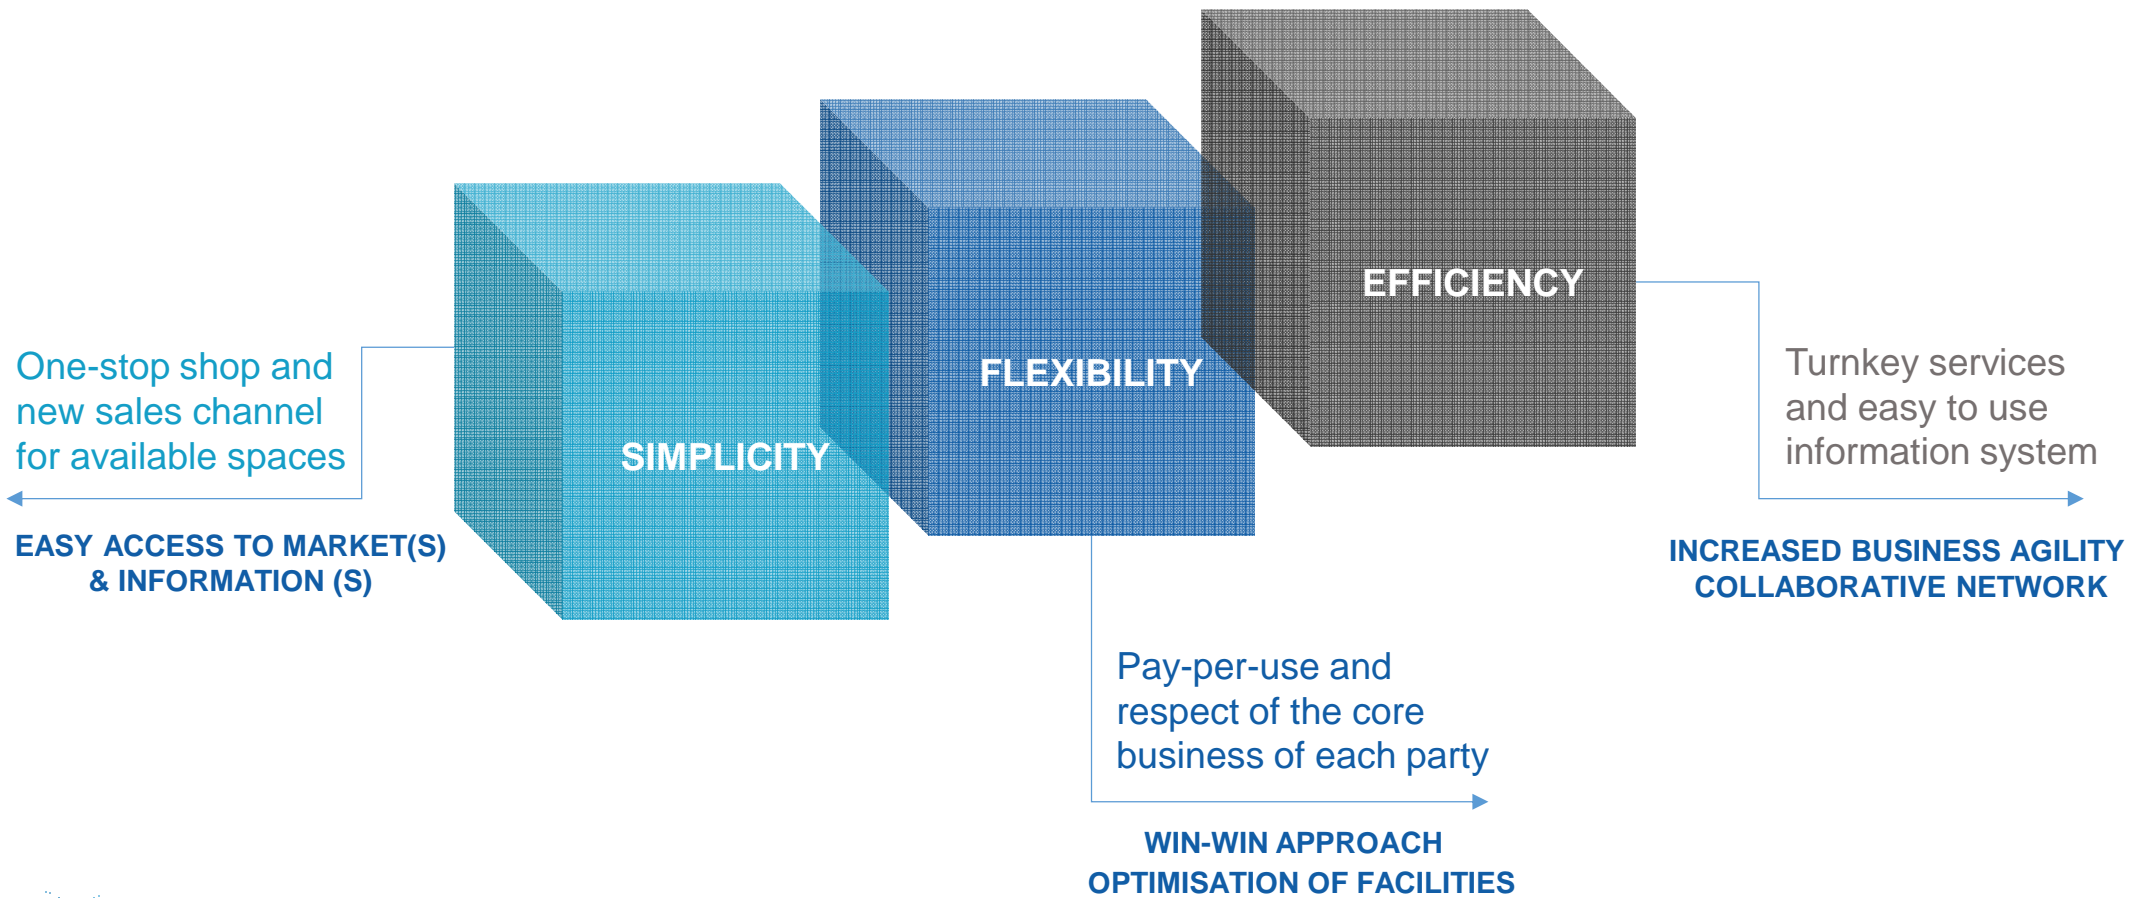 EFFICIENCY
FLEXIBILITY
SIMPLICITY
One-stop shop and
new sales channel
for available spaces
EASY ACCESS TO MARKET(S)
& INFORMATION (S)
Turnkey services
and easy to use
information system
INCREASED BUSINESS AGILITY
COLLABORATIVE NETWORK
Pay-per-use and
respect of the core
business of each party
WIN-WIN APPROACH
OPTIMISATION OF FACILITIES